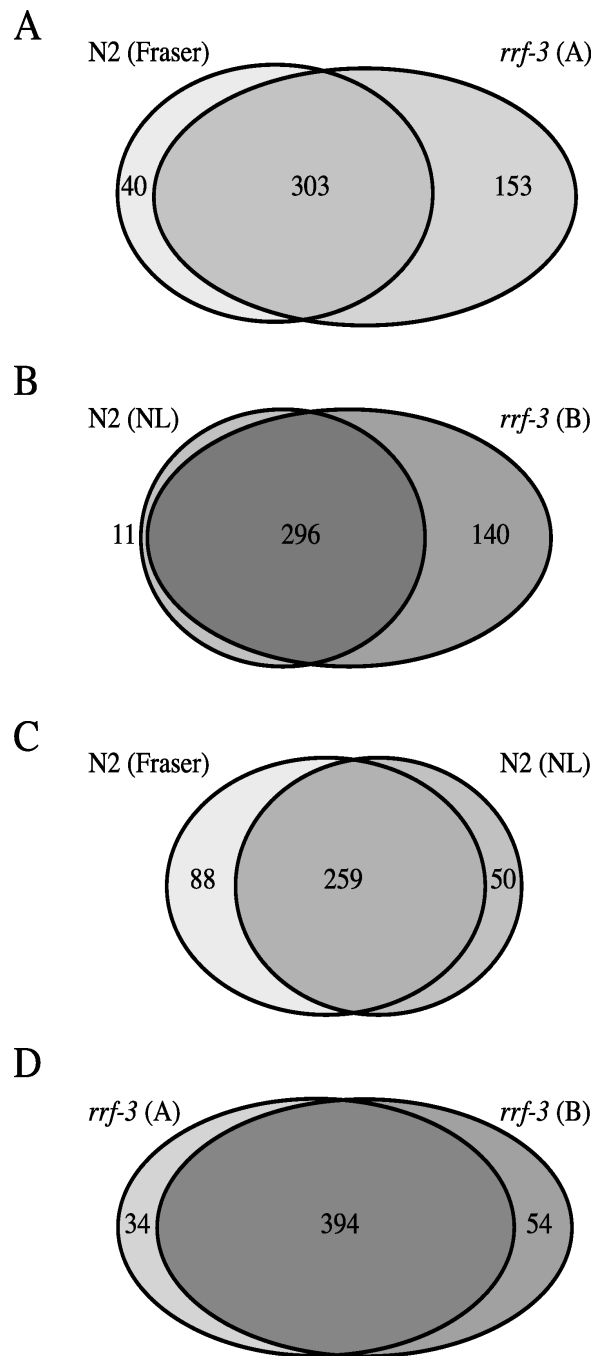 A
N2 (Fraser) rrf-3 (A)
40 303 153
B
N2 (NL) rrf-3 (B)
11 296 140
C
N2 (Fraser) N2 (NL)
88 259 50
D
rrf-3 (A) rrf-3 (B)
34 394 54